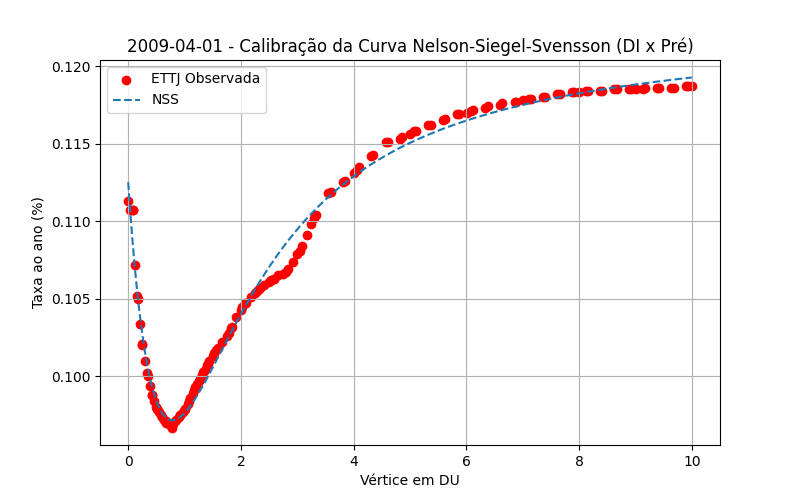 2009-04-01 - Calibração da Curva Nelson-Siegel-Svensson (DI x Pré)
ETTJ Observada
NSS
Taxa ao ano (%)
0.120
0.115
0.110
0.105
0.100
0 2 4 6 8 10
Vértice em DU